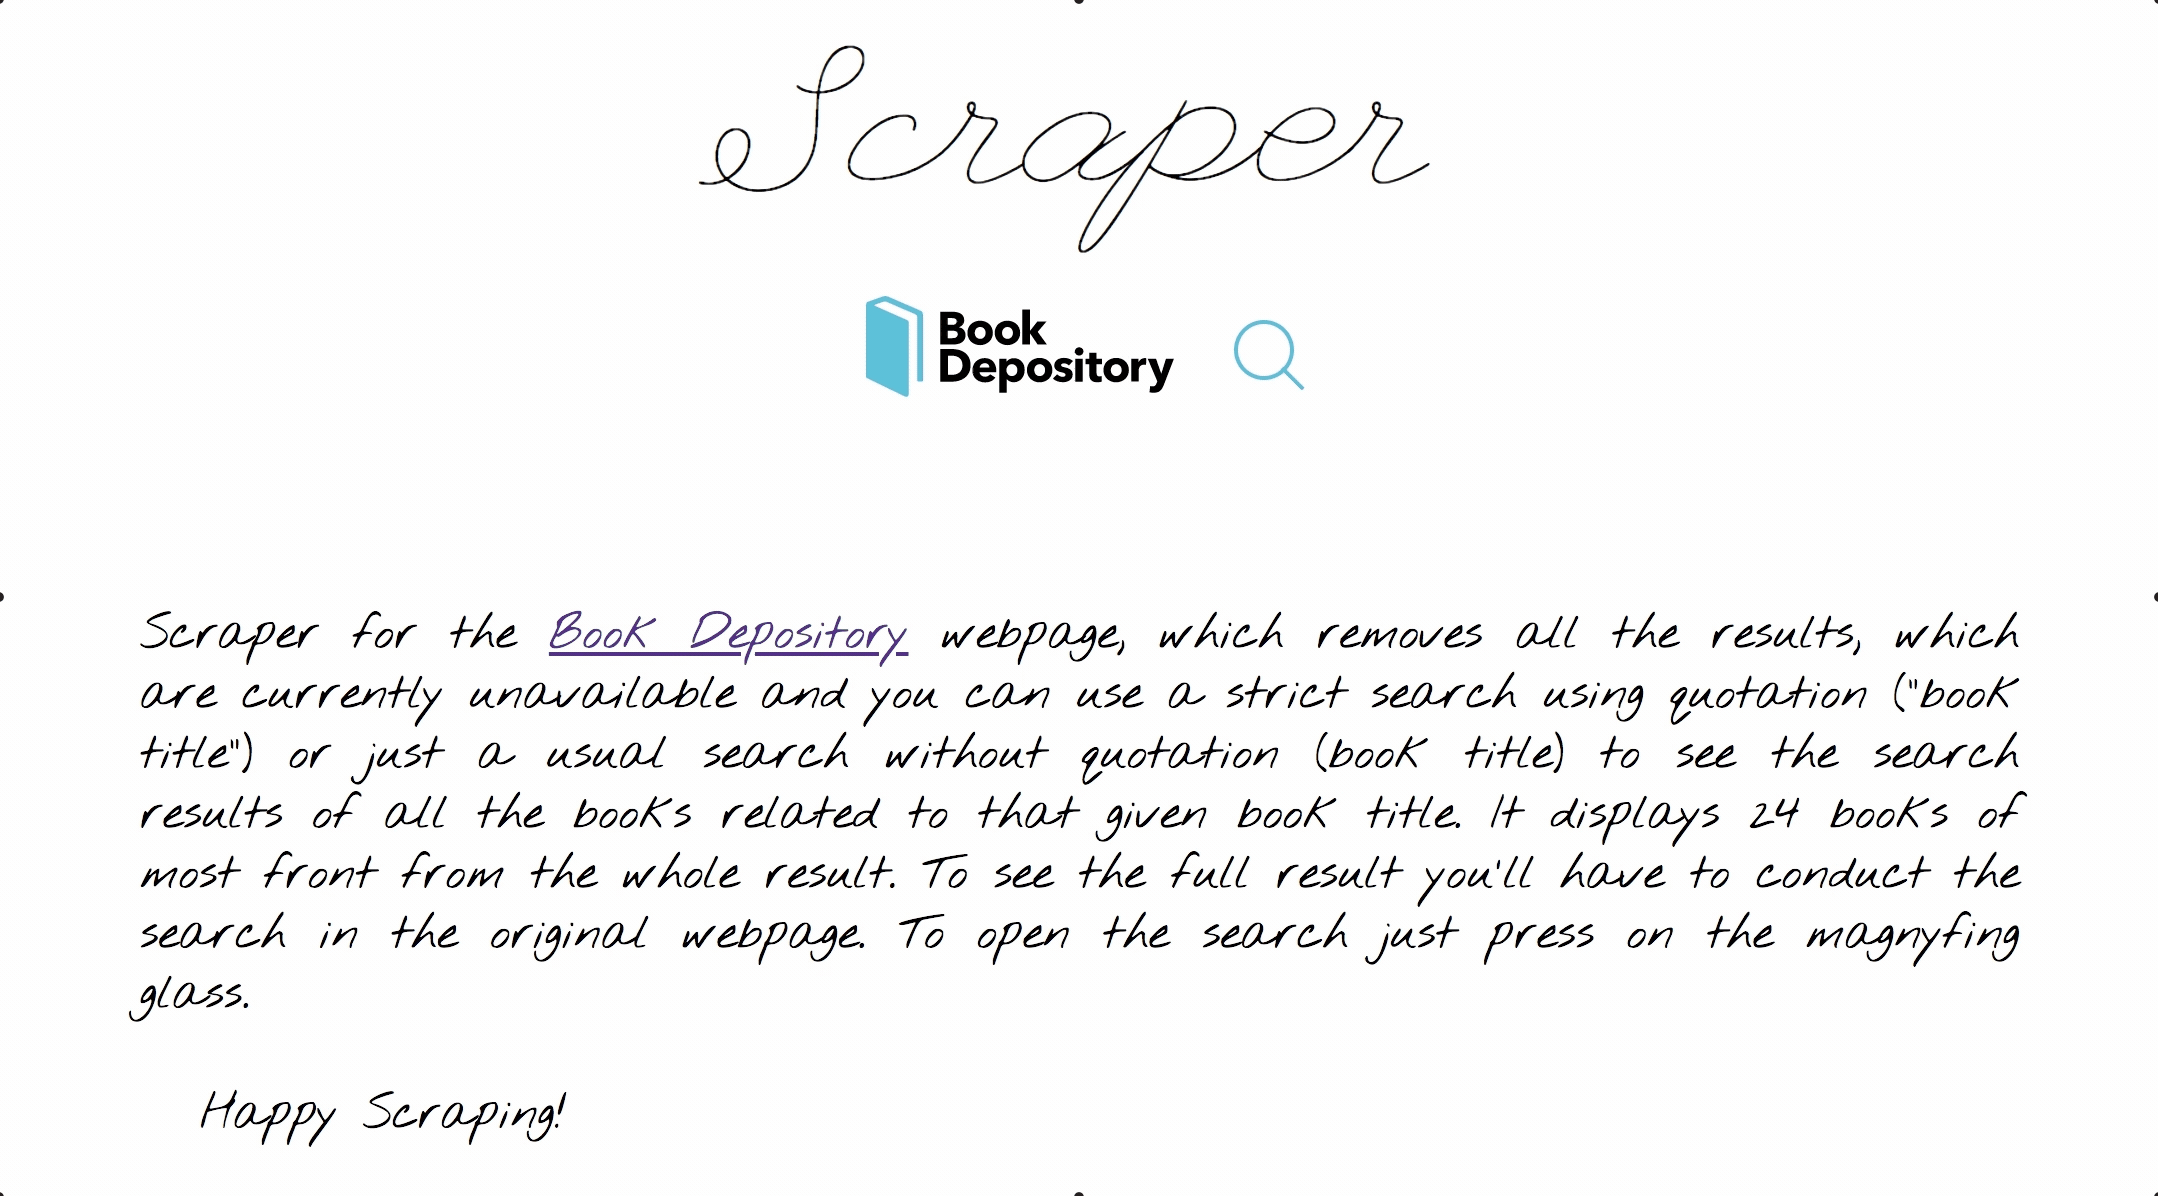 Scraper
Book
Depository
Scraper for the Book Depository webpage, which removes all the results, which
are currently unavailable and you can use a strict search using quotation ("book
title") or just a usual search without quotation (book title) to see the search
results of all the books related to that given book title. It displays 24 books of
most front from the whole result. To see the full result you'll have to conduct the
search in the original webpage. To open the search just press on the magnyfing
glass.
Happy Scraping!